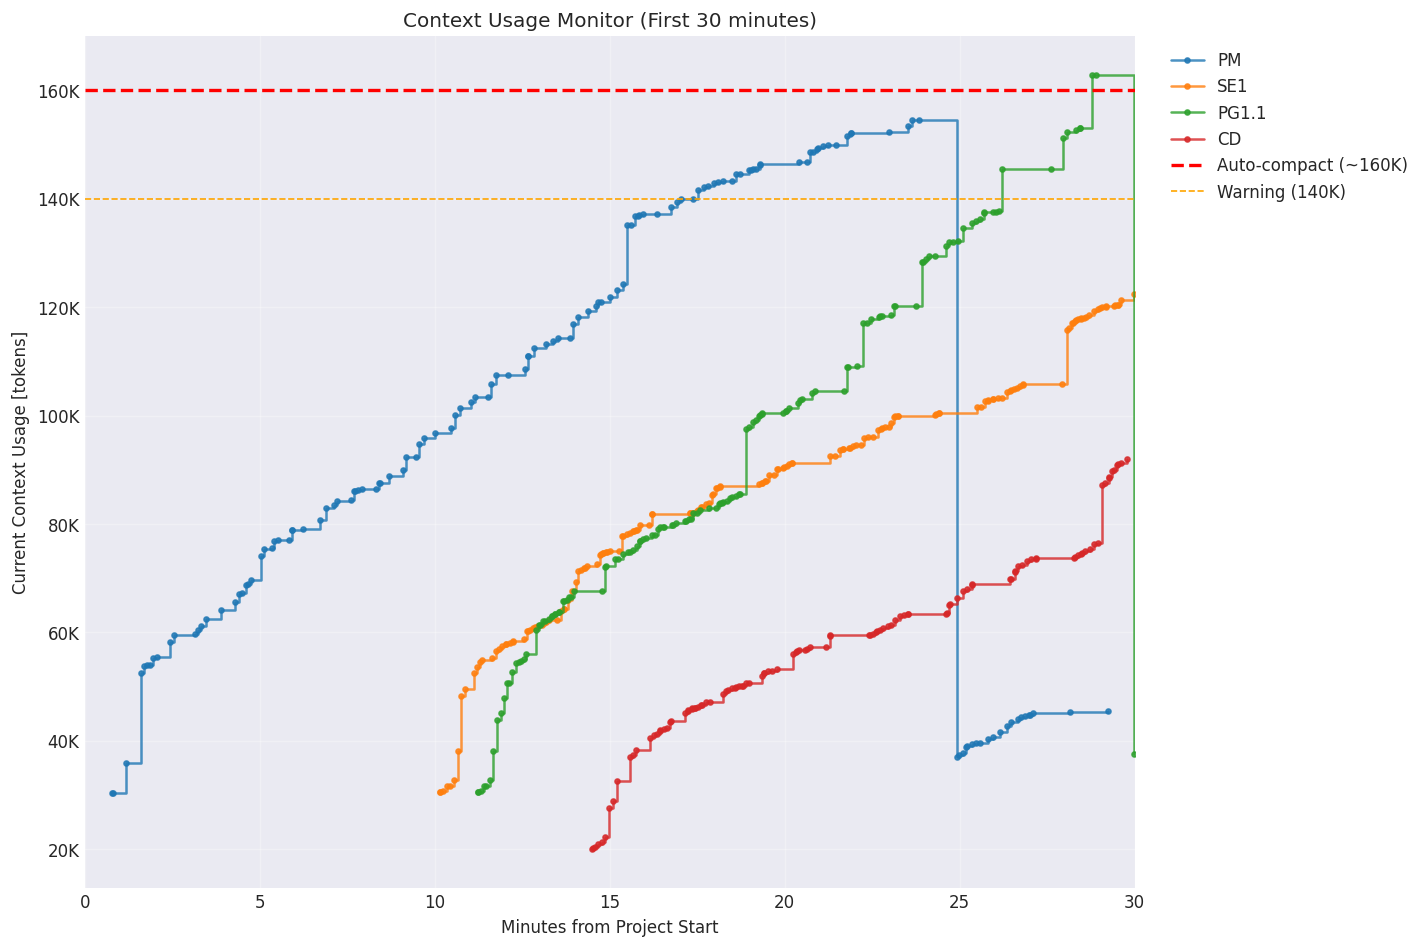 Context Usage Monitor (First 30 minutes)
PM
SE1
PG1.1
CD
Auto-compact (~160K)
Warning (140K)
Current Context Usage [tokens]
160K
140K
120K
100K
80K
60K
40K
20K
0
5
10
15
20
25
30
Minutes from Project Start